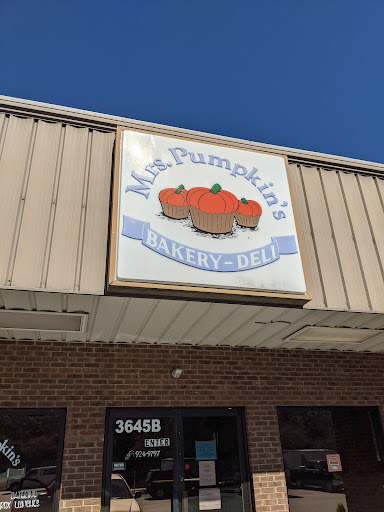 Mrs. Pumpkin's
BAKERY-DELI
3645B
ENTER
924-9797